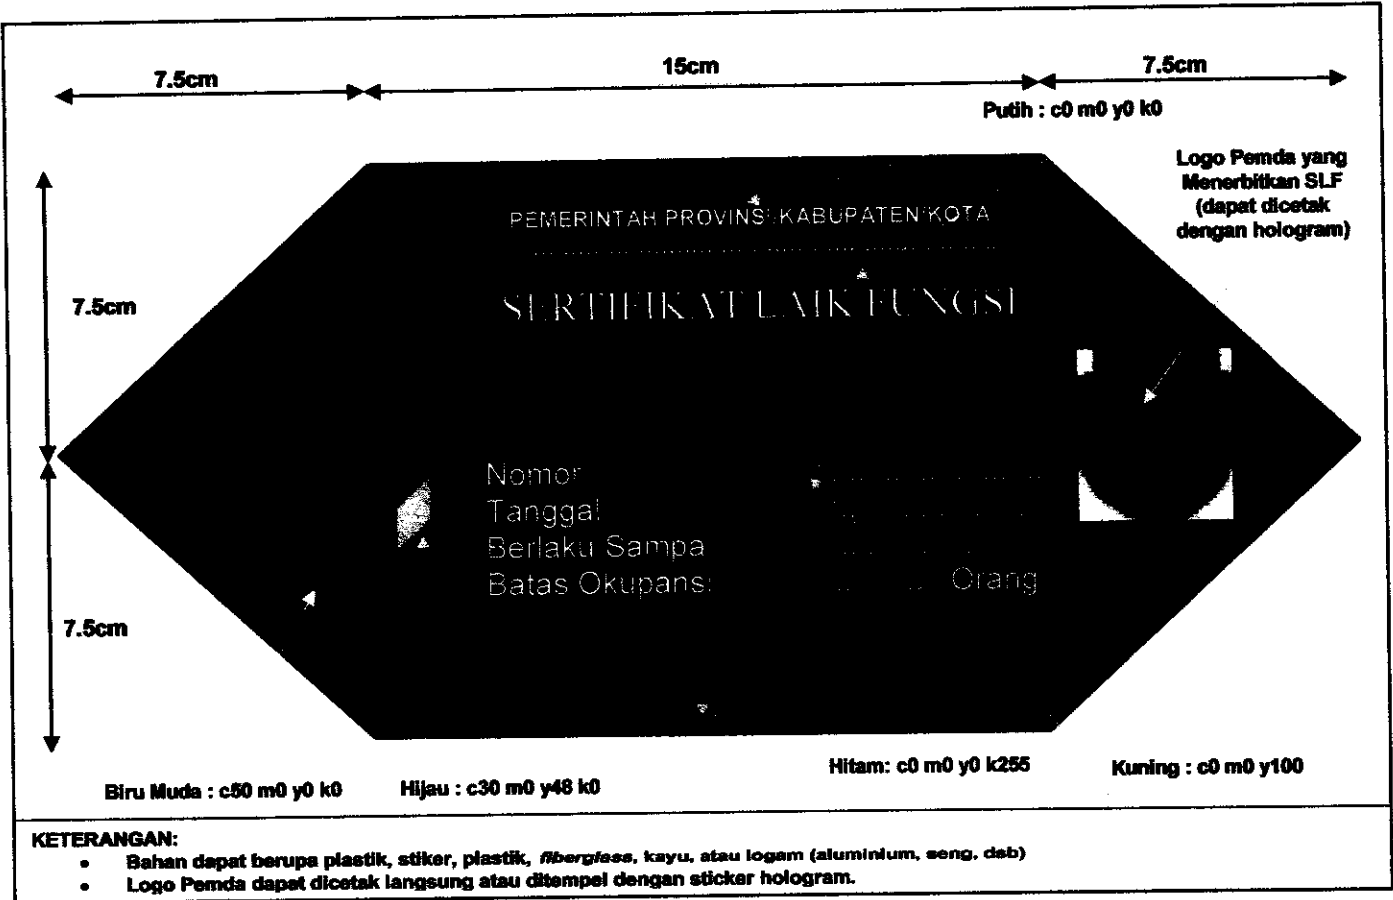 7.5cm 15cm 7.5cm
Putih : c0 m0 y0 k0
Logo Pemda yang
Menerbitkan SLF
(dapat dicetak
dengan hologram)
PEMERINTAH PROVINSI KABUPATEN KOTA
SERTIFIKAT LAIK FUNGSI
7.5cm
Nomor
Tanggal
Berlaku Sampa
Batas Okupansi Orang
7.5cm
Biru Muda : c50 m0 y0 k0 Hijau : c30 m0 y48 k0 Hitam: c0 m0 y0 k255 Kuning : c0 m0 y100
KETERANGAN:
• Bahan dapat berupa plastik, stiker, plastik, fiberglass, kayu, atau logam (aluminium, seng, dsb)
• Logo Pemda dapat dicetak langsung atau ditempel dengan sticker hologram.